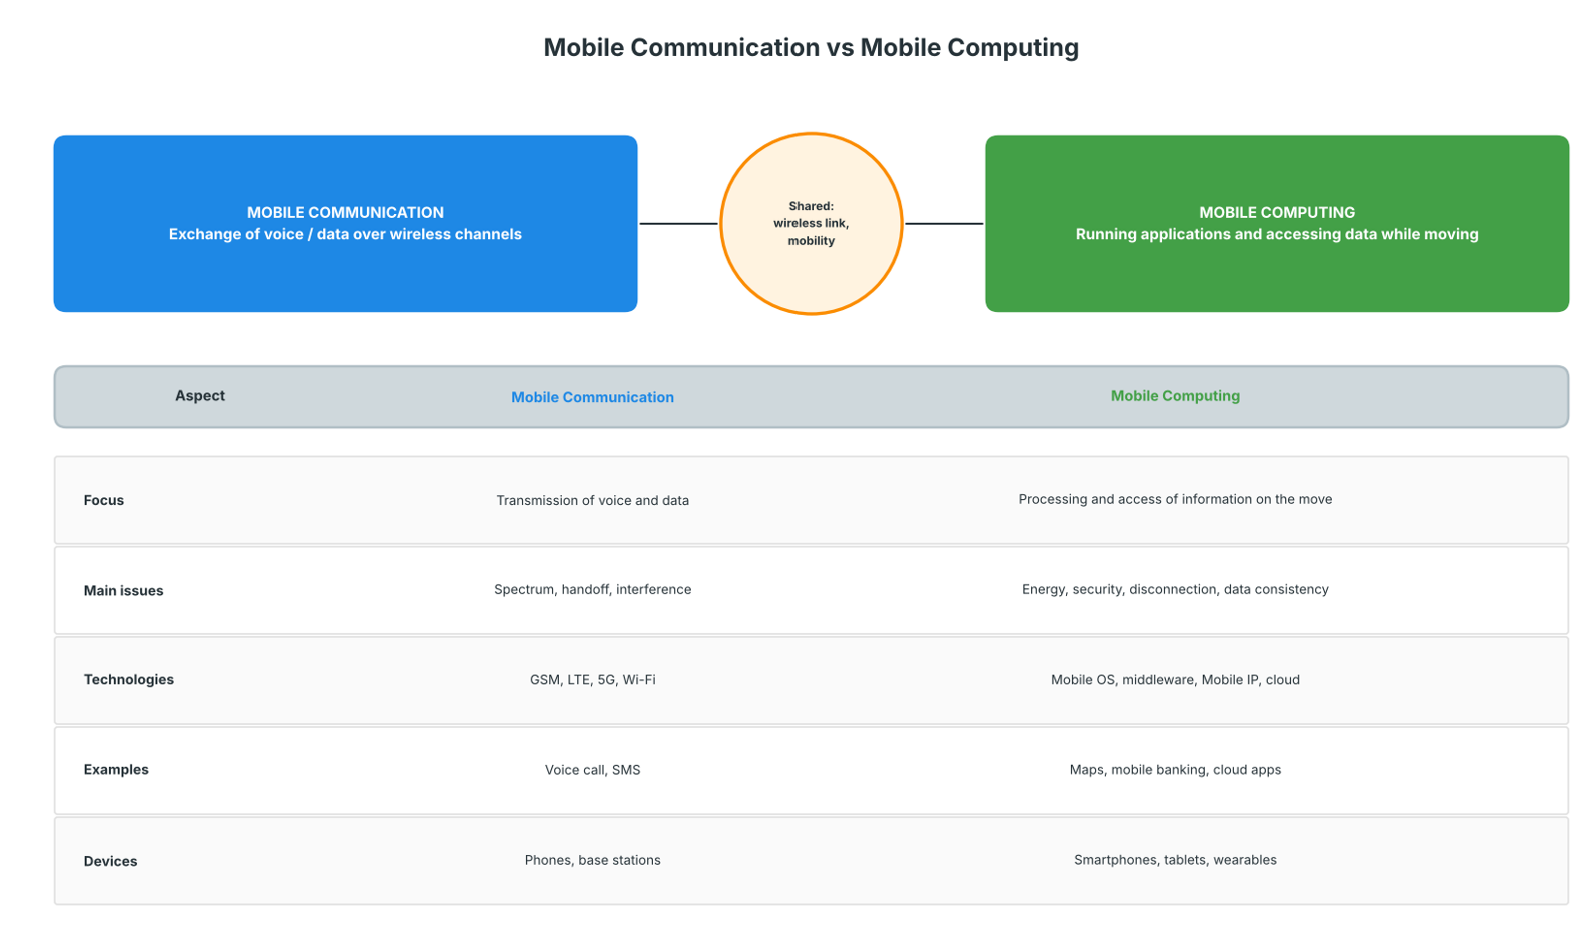 Mobile Communication vs Mobile Computing
MOBILE COMMUNICATION
Exchange of voice / data over wireless channels
Shared:
wireless link,
mobility
MOBILE COMPUTING
Running applications and accessing data while moving
Aspect
Mobile Communication
Mobile Computing
Focus
Transmission of voice and data
Processing and access of information on the move
Main issues
Spectrum, handoff, interference
Energy, security, disconnection, data consistency
Technologies
GSM, LTE, 5G, Wi-Fi
Mobile OS, middleware, Mobile IP, cloud
Examples
Voice call, SMS
Maps, mobile banking, cloud apps
Devices
Phones, base stations
Smartphones, tablets, wearables